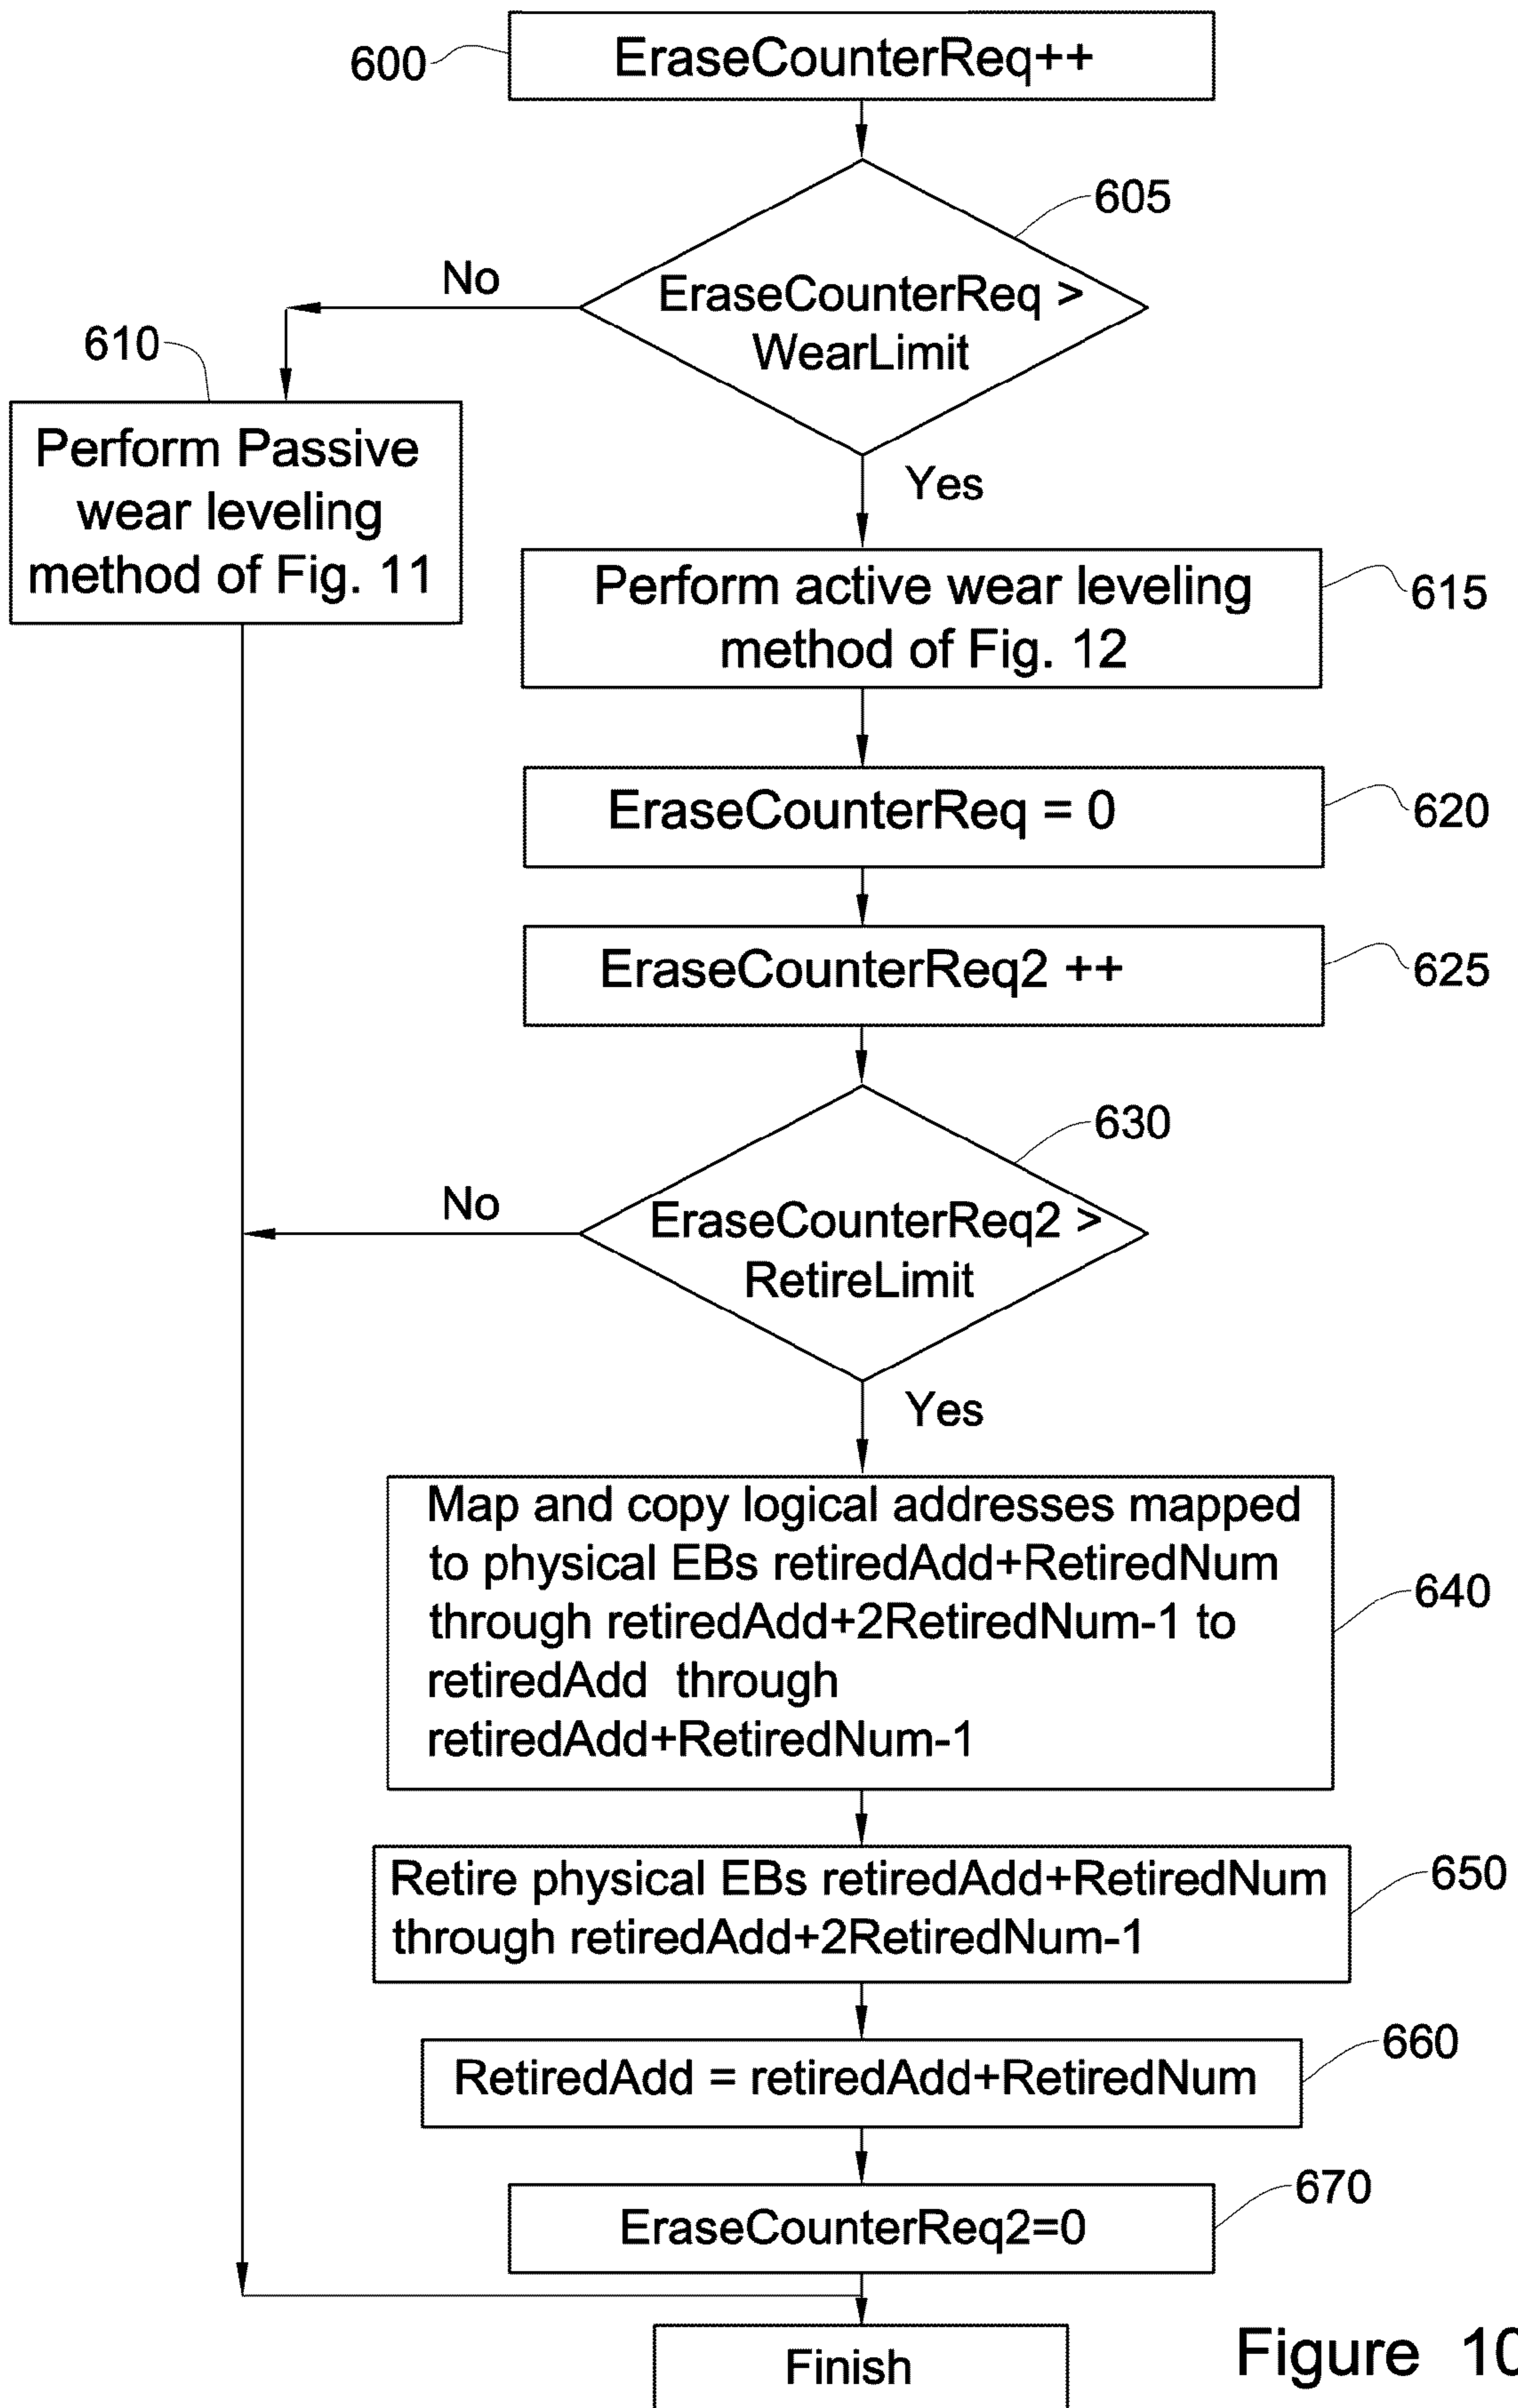 600
EraseCounterReq++
605
No
EraseCounterReq >
WearLimit
610
Perform Passive
wear leveling
method of Fig. 11
Yes
Perform active wear leveling
method of Fig. 12
615
EraseCounterReq = 0
620
EraseCounterReq2 ++
625
630
No
EraseCounterReq2 >
RetireLimit
Yes
Map and copy logical addresses mapped
to physical EBs retiredAdd+RetiredNum
through retiredAdd+2RetiredNum-1 to
retiredAdd through
retiredAdd+RetiredNum-1
640
Retire physical EBs retiredAdd+RetiredNum
through retiredAdd+2RetiredNum-1
650
RetiredAdd = retiredAdd+RetiredNum
660
EraseCounterReq2=0
670
Finish
Figure 10